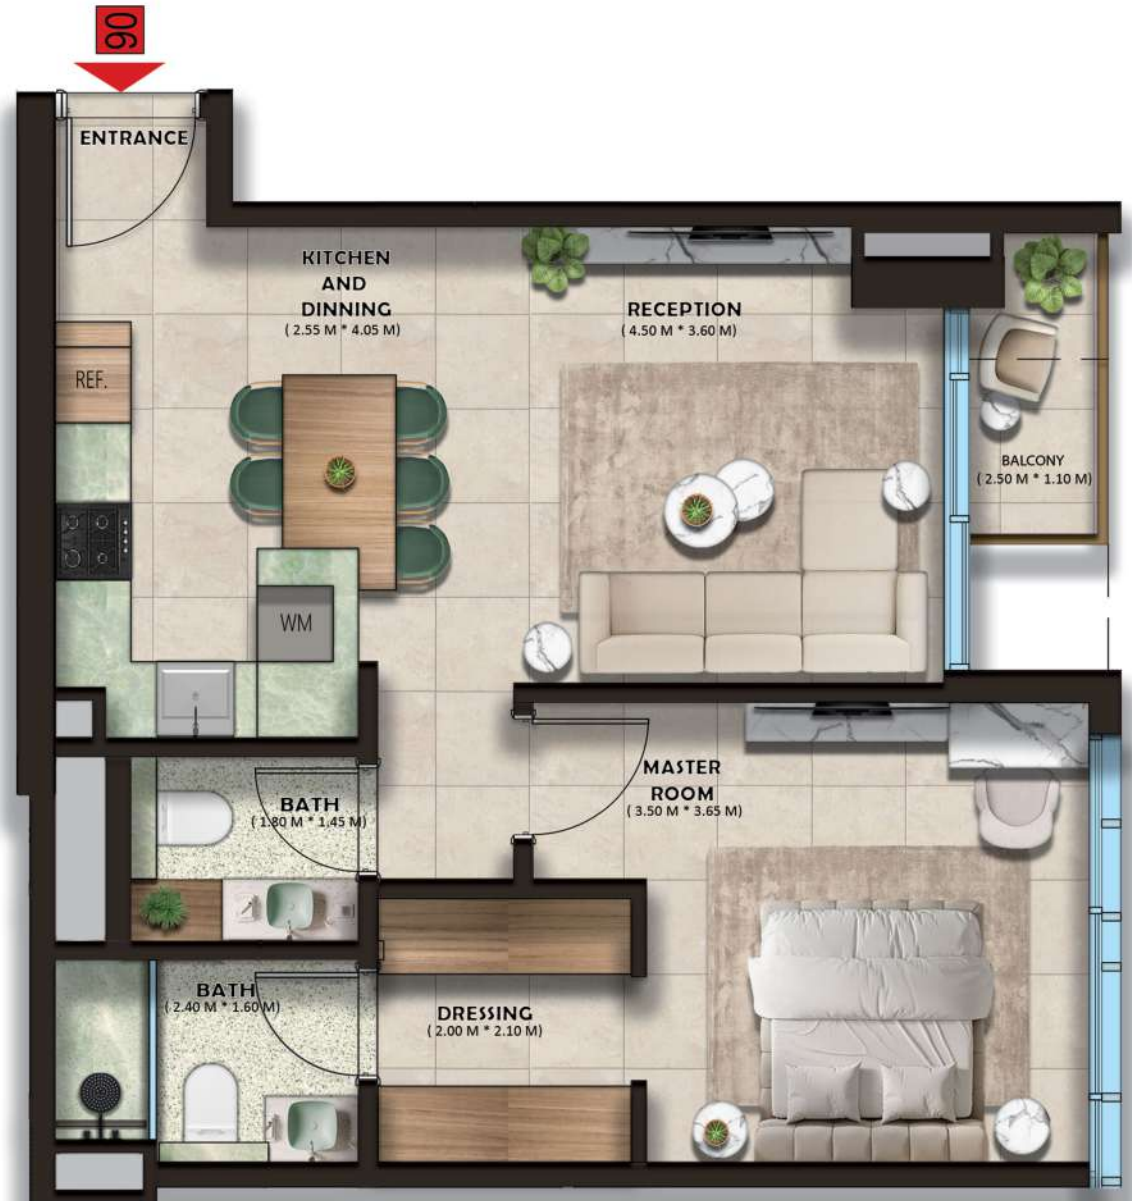 06
ENTRANCE
KITCHEN
AND
DINNING
( 2.55 M * 4.05 M)
RECEPTION
( 4.50 M * 3.60 M)
REF.
BALCONY
( 2.50 M * 1.10 M)
WM
MASTER
ROOM
( 3.50 M * 3.65 M)
BATH
( 1.80 M * 1.45 M)
BATH
( 2.40 M * 1.60 M)
DRESSING
( 2.00 M * 2.10 M)